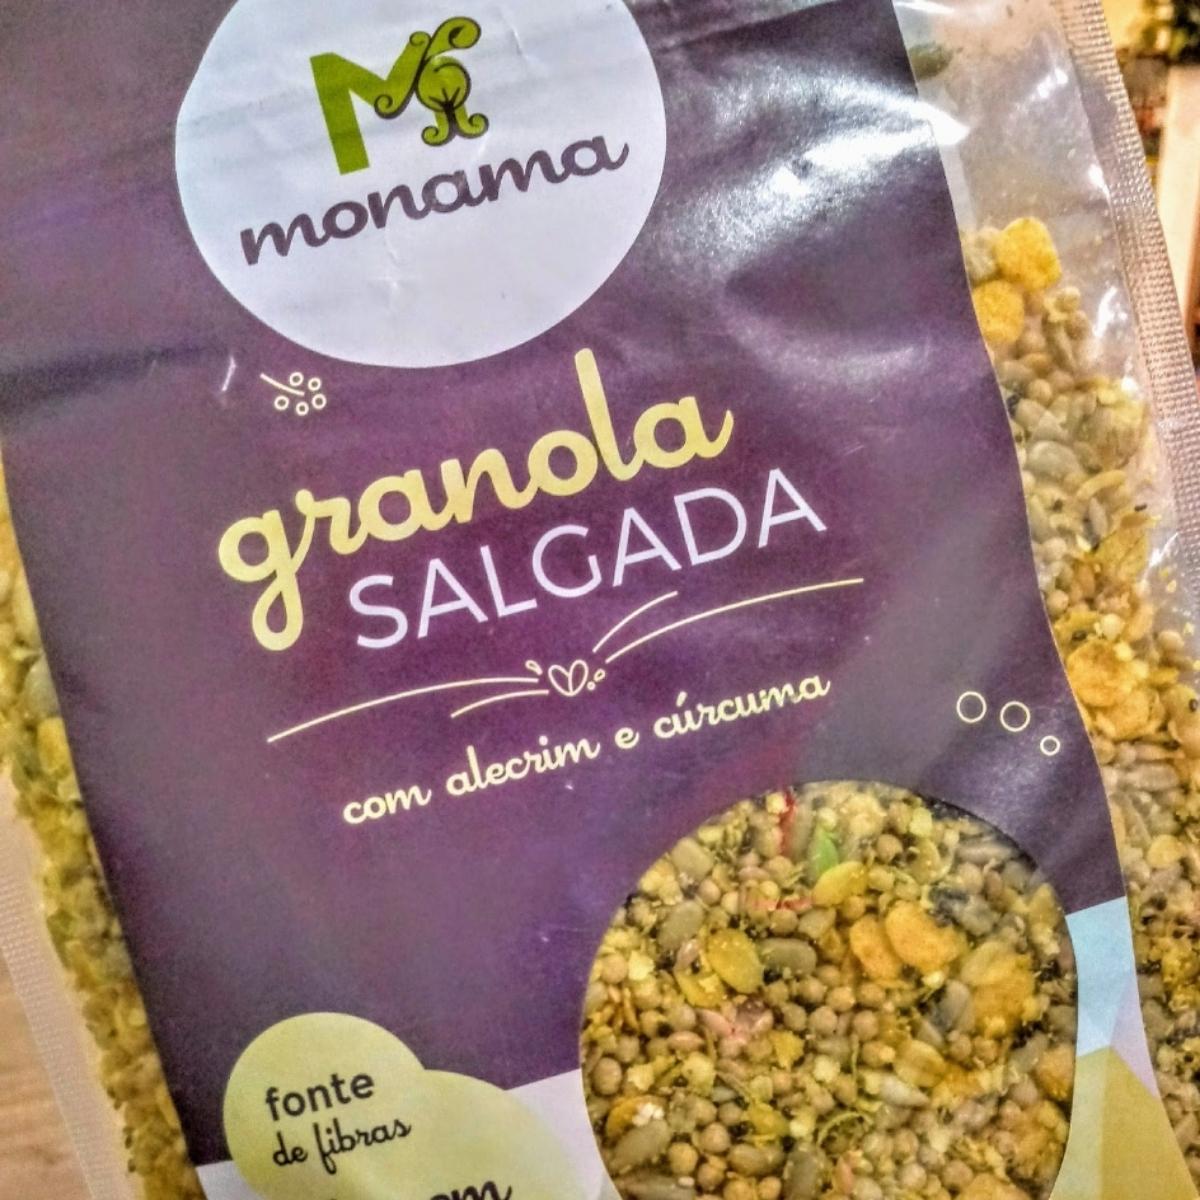 monama
granola
SALGADA
com alecrim e cúrcuma
fonte
de fibras